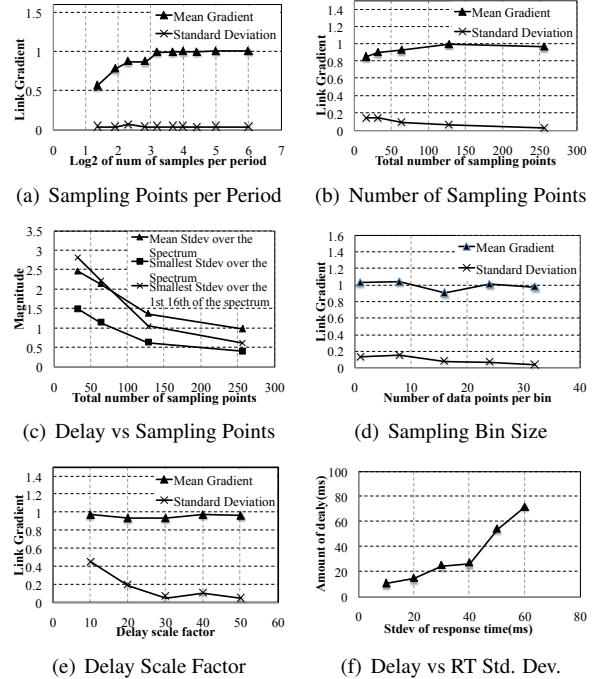 Mean Gradient
Standard Deviation
Link Gradient
1.5
1
0.5
0
0 1 2 3 4 5 6 7
Log2 of num of samples per period
(a) Sampling Points per Period
Mean Gradient
Standard Deviation
Link Gradient
1.4
1.2
1
0.8
0.6
0.4
0.2
0
0 50 100 150 200 250 300
Total number of sampling points
(b) Number of Sampling Points
Mean Stdev over the
Spectrum
Smallest Stdev over the
Spectrum
Smallest Stdev over the
1st 16th of the spectrum
Magnitude
3.5
3
2.5
2
1.5
1
0.5
0
0 50 100 150 200 250 300
Total number of sampling points
(c) Delay vs Sampling Points
Mean Gradient
Standard Deviation
Link Gradient
1.6
1.4
1.2
1
0.8
0.6
0.4
0.2
0
0 10 20 30 40
Number of data points per bin
(d) Sampling Bin Size
Mean Gradient
Standard Deviation
Link Gradient
1.4
1.2
1
0.8
0.6
0.4
0.2
0
0 10 20 30 40 50 60
Delay scale factor
(e) Delay Scale Factor
Amount of dealy(ms)
100
80
60
40
20
0
0 20 40 60 80
Stdev of response time(ms)
(f) Delay vs RT Std. Dev.